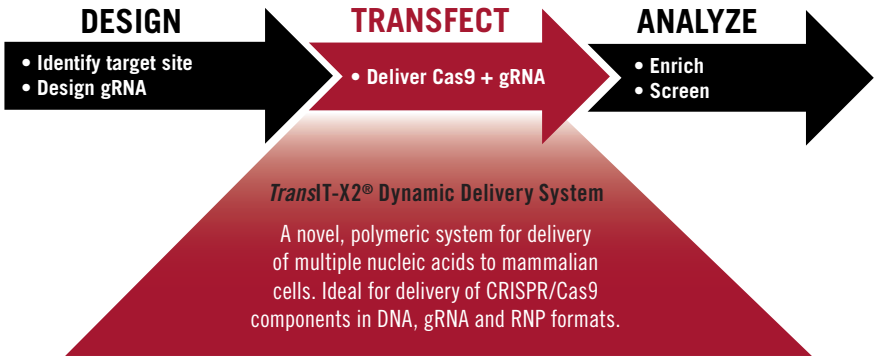 DESIGN
• Identify target site
• Design gRNA
TRANSFECT
• Deliver Cas9 + gRNA
ANALYZE
• Enrich
• Screen
TransIT-X2® Dynamic Delivery System
A novel, polymeric system for delivery
of multiple nucleic acids to mammalian
cells. Ideal for delivery of CRISPR/Cas9
components in DNA, gRNA and RNP formats.